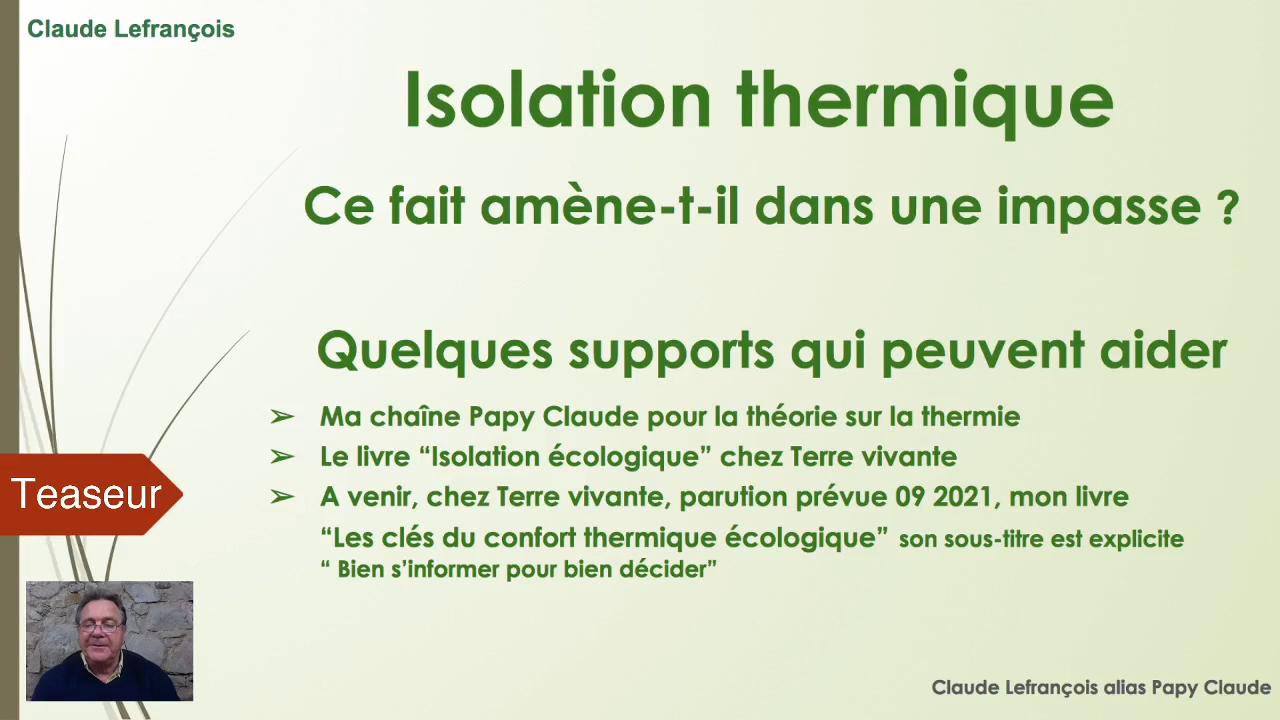 Claude Lefrançois
Isolation thermique
Ce fait amène-t-il dans une impasse ?
Quelques supports qui peuvent aider
➢ Ma chaîne Papy Claude pour la théorie sur la thermie
➢ Le livre “Isolation écologique” chez Terre vivante
➢ A venir, chez Terre vivante, parution prévue 09 2021, mon livre
“Les clés du confort thermique écologique” son sous-titre est explicite
“ Bien s’informer pour bien décider”
Teaseur
Claude Lefrançois alias Papy Claude